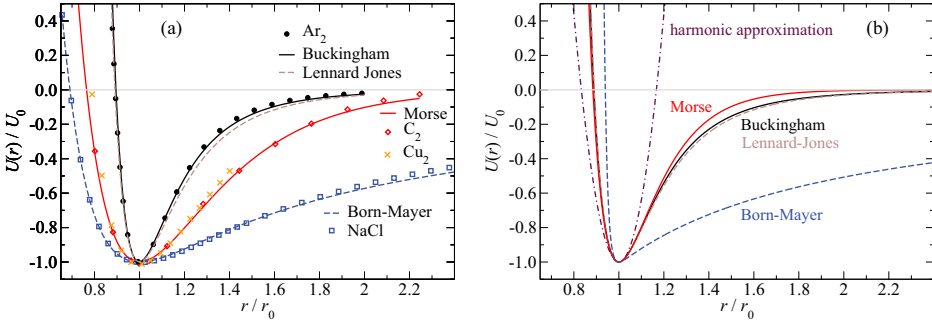 0.4
0.2
0.0
-0.2
-0.4
-0.6
-0.8
-1.0
U(r) / U0
(a)
Ar2
Buckingham
Lennard Jones
Morse
C2
Cu2
Born-Mayer
NaCl
0.8 1 1.2 1.4 1.6 1.8 2 2.2
r / r0
0.4
0.2
0.0
-0.2
-0.4
-0.6
-0.8
-1.0
U(r) / U0
(b)
harmonic approximation
Morse
Buckingham
Lennard-Jones
Born-Mayer
0.8 1 1.2 1.4 1.6 1.8 2 2.2
r / r0